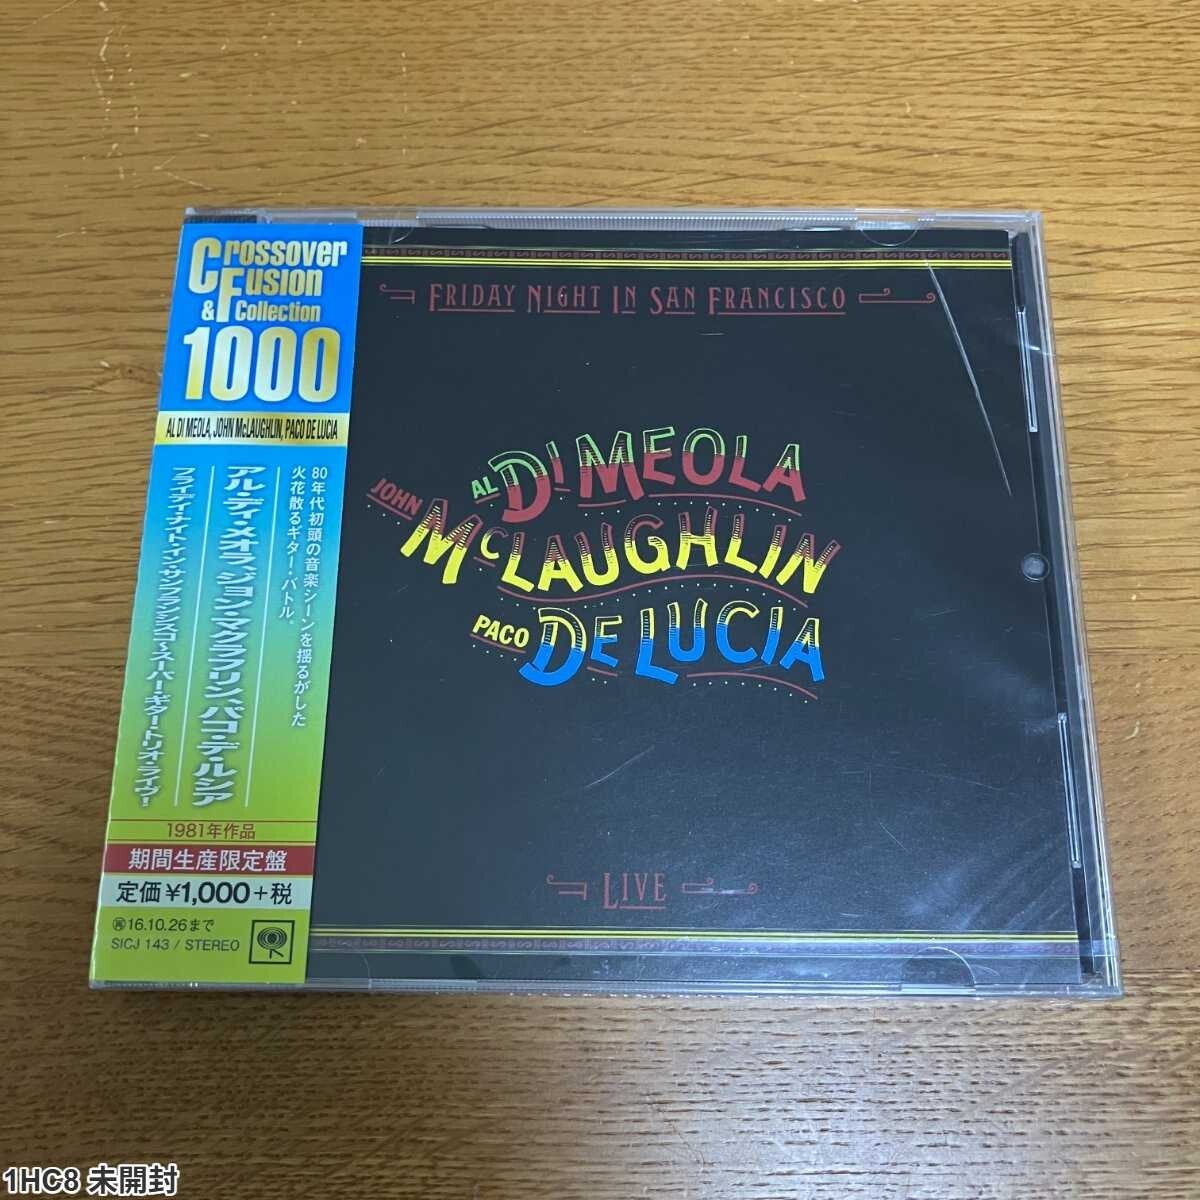 Crossover
Fusion
& Collection
1000
AL DI MEOLA, JOHN McLAUGHLIN, PACO DE LUCIA
80年代初頭の音楽シーンを揺るがした
火花散るギター・バトル。
アル・ディ・メオラ、ジョン・マクラフリン、パコ・デ・ルシア
フライデイ・ナイト・イン・サンフランシスコ~スーパー・ギター・トリオ・ライヴ!
1981年作品
期間生産限定盤
定価¥1,000+税
㋐16.10.26まで
SICJ 143 / STEREO
FRIDAY NIGHT IN SAN FRANCISCO
AL DI MEOLA
JOHN McLAUGHLIN
PACO DE LUCIA
LIVE
1HC8 未開封